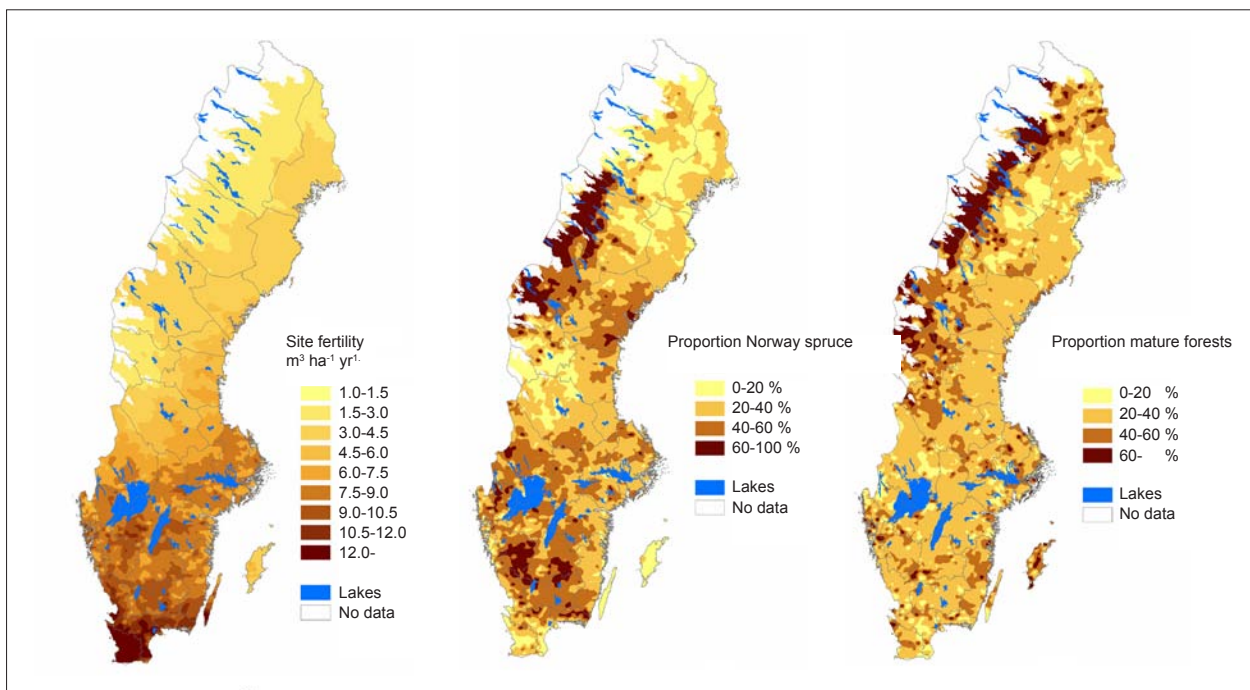 Site fertility
m³ ha⁻¹ yr¹·
1.0-1.5
1.5-3.0
3.0-4.5
4.5-6.0
6.0-7.5
7.5-9.0
9.0-10.5
10.5-12.0
12.0-
Lakes
No data
Proportion Norway spruce
0-20 %
20-40 %
40-60 %
60-100 %
Lakes
No data
Proportion mature forests
0-20 %
20-40 %
40-60 %
60- %
Lakes
No data